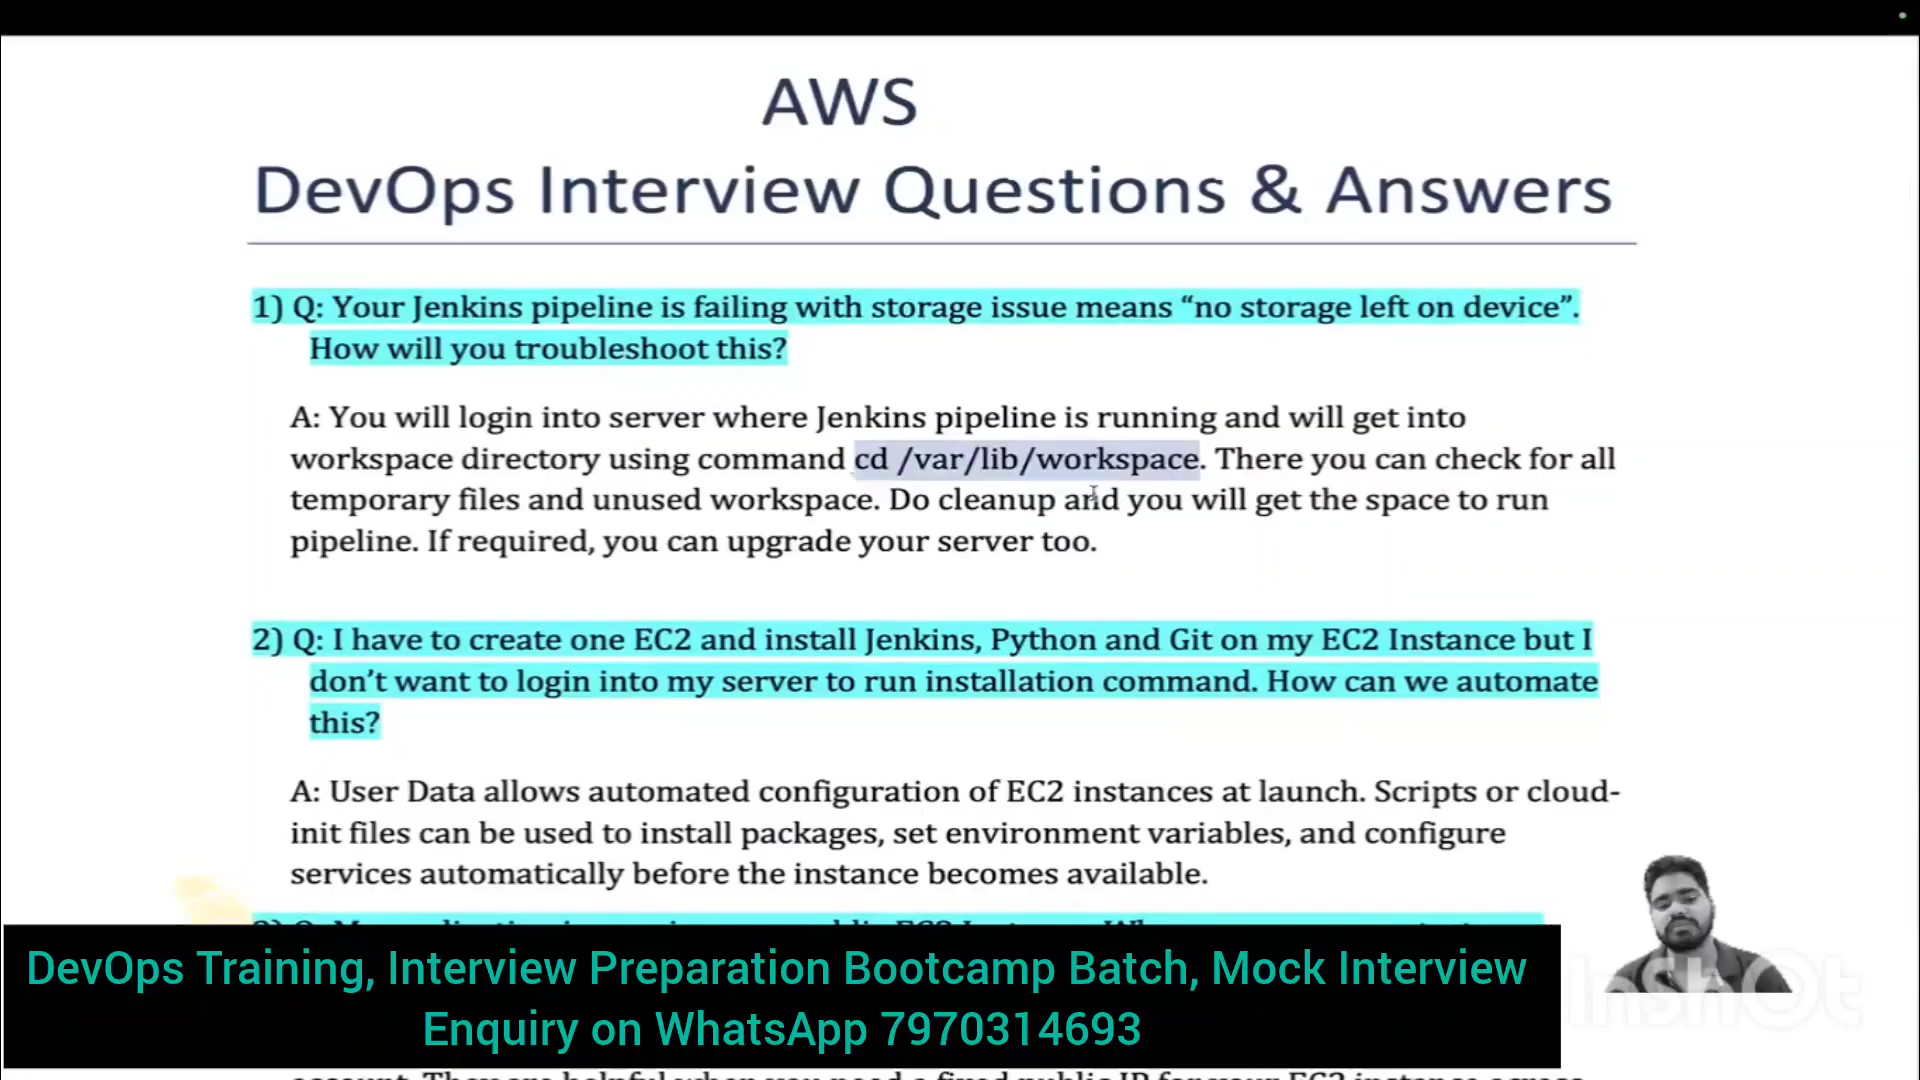 AWS
DevOps Interview Questions & Answers
1) Q: Your Jenkins pipeline is failing with storage issue means “no storage left on device”.
How will you troubleshoot this?
A: You will login into server where Jenkins pipeline is running and will get into
workspace directory using command cd /var/lib/workspace. There you can check for all
temporary files and unused workspace. Do cleanup and you will get the space to run
pipeline. If required, you can upgrade your server too.
2) Q: I have to create one EC2 and install Jenkins, Python and Git on my EC2 Instance but I
don’t want to login into my server to run installation command. How can we automate
this?
A: User Data allows automated configuration of EC2 instances at launch. Scripts or cloud-
init files can be used to install packages, set environment variables, and configure
services automatically before the instance becomes available.
DevOps Training, Interview Preparation Bootcamp Batch, Mock Interview
Enquiry on WhatsApp 7970314693
InShOt